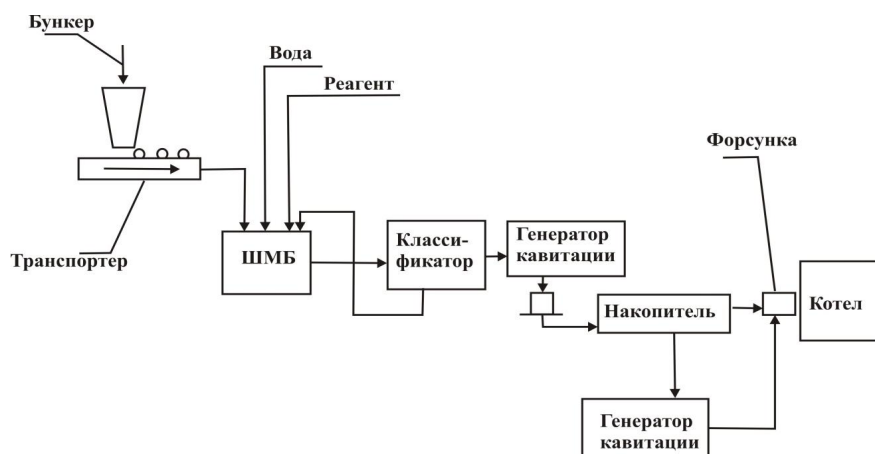 Бункер
Вода
Реагент
Форсунка
Транспортер
ШМБ
Класси-
фикатор
Генератор
кавитации
Накопитель
Котел
Генератор
кавитации